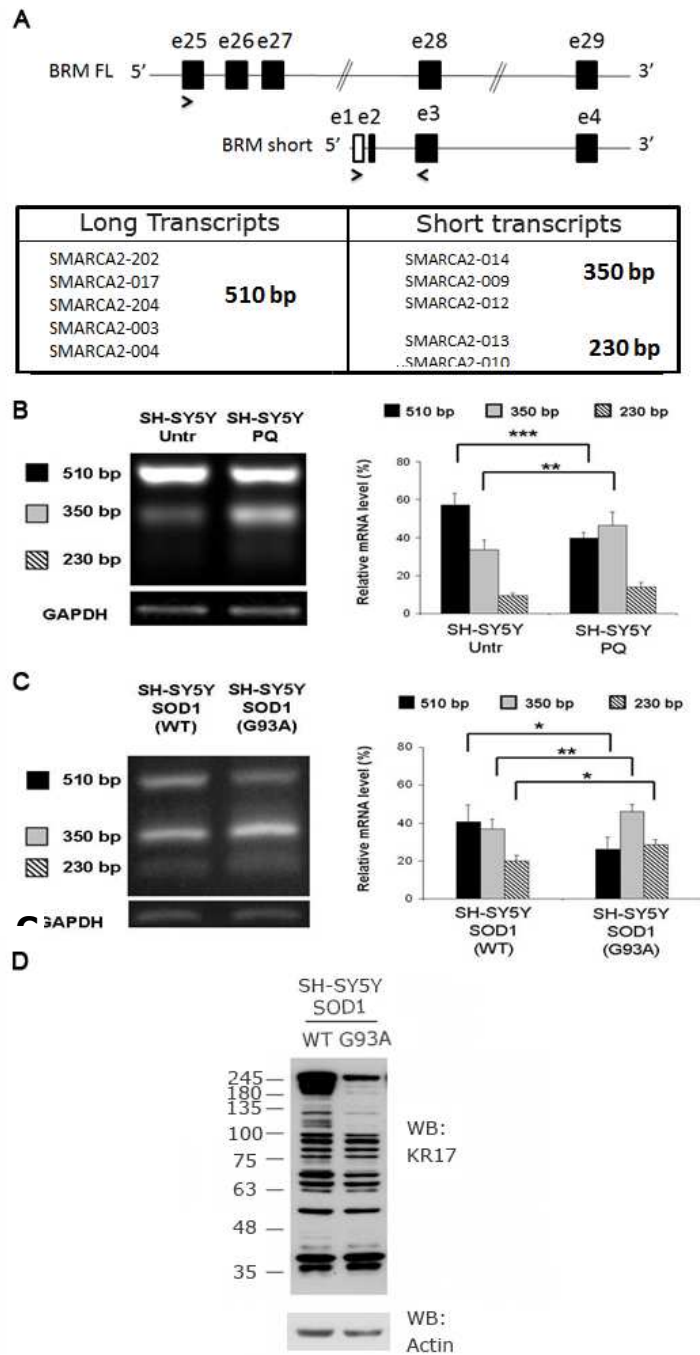 A
e25 e26 e27 e28 e29
BRM FL 5’ 3’
e1 e2 e3 e4
BRM short 5’ 3’
Long Transcripts Short transcripts
SMARCA2-202
SMARCA2-017
SMARCA2-204
SMARCA2-003
SMARCA2-004
510 bp
SMARCA2-014
SMARCA2-009
SMARCA2-012
350 bp
SMARCA2-013
SMARCA2-010
230 bp
B
SH-SY5Y SH-SY5Y
Untr PQ
510 bp
350 bp
230 bp
GAPDH
510 bp 350 bp 230 bp
***
**
Relative mRNA level (%)
80
60
40
20
0
SH-SY5Y SH-SY5Y
Untr PQ
C
SH-SY5Y SH-SY5Y
SOD1 SOD1
(WT) (G93A)
510 bp
350 bp
230 bp
GAPDH
510 bp 350 bp 230 bp
*
**
*
Relative mRNA level (%)
80
60
40
20
0
SH-SY5Y SH-SY5Y
SOD1 SOD1
(WT) (G93A)
D
SH-SY5Y
SOD1
WT G93A
245
180
135
100
75
63
48
35
WB:
KR17
WB:
Actin